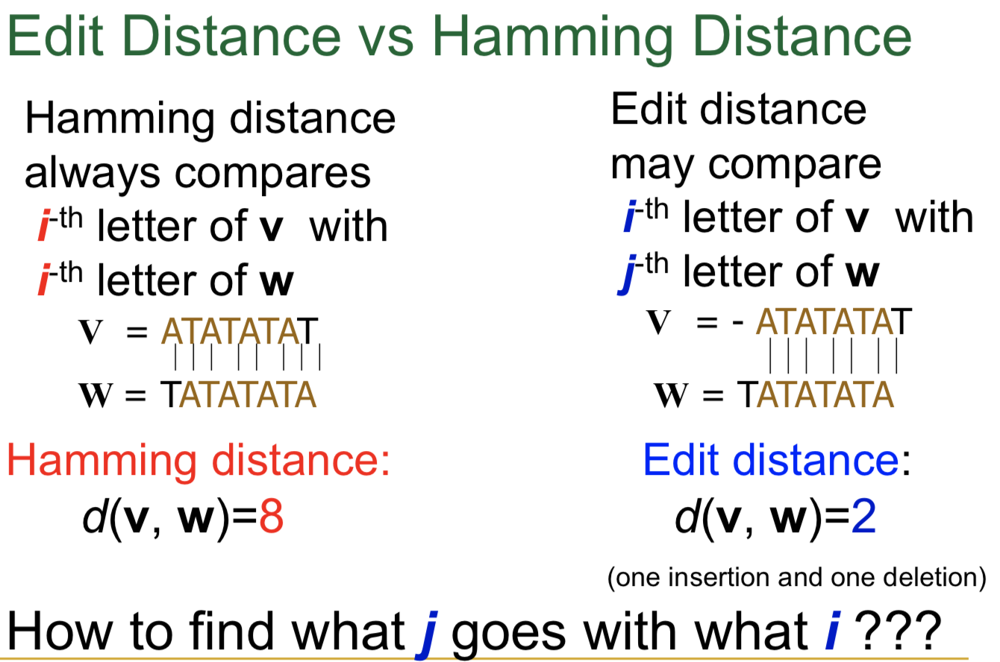 Edit Distance vs Hamming Distance
Hamming distance
always compares
i-th letter of v with
i-th letter of w
V = ATATATAT
W = TATATATA
Hamming distance:
d(v, w)=8
Edit distance
may compare
i-th letter of v with
j-th letter of w
V = - ATATATAT
W = TATATATA
Edit distance:
d(v, w)=2
(one insertion and one deletion)
How to find what j goes with what i ???